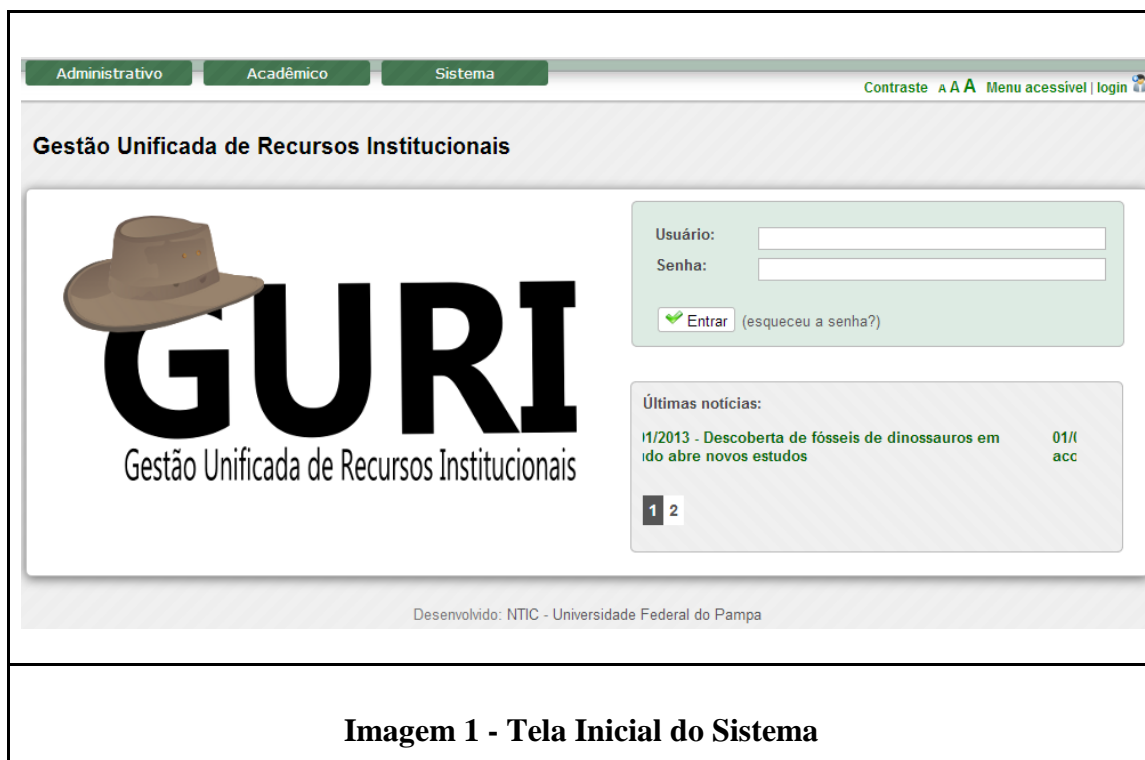 Administrativo Acadêmico Sistema
Contraste A A A Menu acessível | login
Gestão Unificada de Recursos Institucionais
GURI
Gestão Unificada de Recursos Institucionais
Usuário:
Senha:
Entrar (esqueceu a senha?)
Últimas notícias:
1/2013 - Descoberta de fósseis de dinossauros em
abre novos estudos
1 2
Desenvolvido: NTIC - Universidade Federal do Pampa
Imagem 1 - Tela Inicial do Sistema